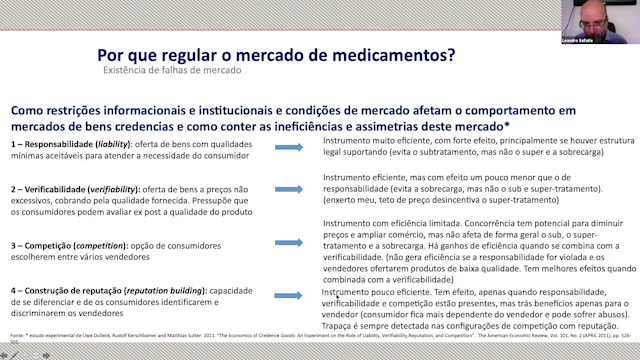 Leandro Safatle
Por que regular o mercado de medicamentos?
Existência de falhas de mercado
Como restrições informacionais e institucionais e condições de mercado afetam o comportamento em
mercados de bens credencias e como conter as ineficiências e assimetrias deste mercado*
1 – Responsabilidade (liability): oferta de bens com qualidades
mínimas aceitáveis para atender a necesidade do consumidor
Instrumento muito eficiente, com forte efeito, principalmente se houver estrutura
legal suportando (evita o subtratamento, mas não o super e a sobrecarga)
2 – Verificabilidade (verifiability): oferta de bens a preços não
excessivos, cobrando pela qualidade fornecida. Pressupõe que
os consumidores podem avaliar ex post a qualidade do produto
Instrumento eficiente, mas com efeito um pouco menor que o de
responsabilidade (evita a sobrecarga, mas não o sub e super-tratamento).
(enxerto meu, teto de preço desincentiva o super-tratamento)
3 – Competição (competition): opção de consumidores
escolherem entre vários vendedores
Instrumento com eficiência limitada. Concorrência tem potencial para diminuir
preços e ampliar comércio, mas não afeta de forma geral o sub, o super-
tratamento e a sobrecarga. Há ganhos de eficiência quando se combina com a
verificabilidade. (não gera eficiência se a responsabilidade for violada e os
vendedores ofertarem produtos de baixa qualidade. Tem melhores efeitos quando
combinada com a verificabilidade)
4 – Construção de reputação (reputation building): capacidade
de se diferenciar e de os consumidores identificarem e
discriminarem os vendedores
Instrumento pouco eficiente. Tem efeito, apenas quando responsabilidade,
verificabilidade e competição estão presentes, mas trás benefícios apenas para o
vendedor (consumidor fica mais dependente do vendedor e pode sofrer abusos).
Trapaça é sempre detectada nas configurações de competição com reputação.
Fonte: * estudo experimental de Uwe Dulleck, Rudolf Kerschbamer and Matthias Sutter. 2011. "The Economics of Credence Goods: An Experiment on the Role of Liability, Verifiability,Reputation, and Competition". The American Economic Review, Vol. 101, No. 2 (APRIL 2011), pp. 526-
555